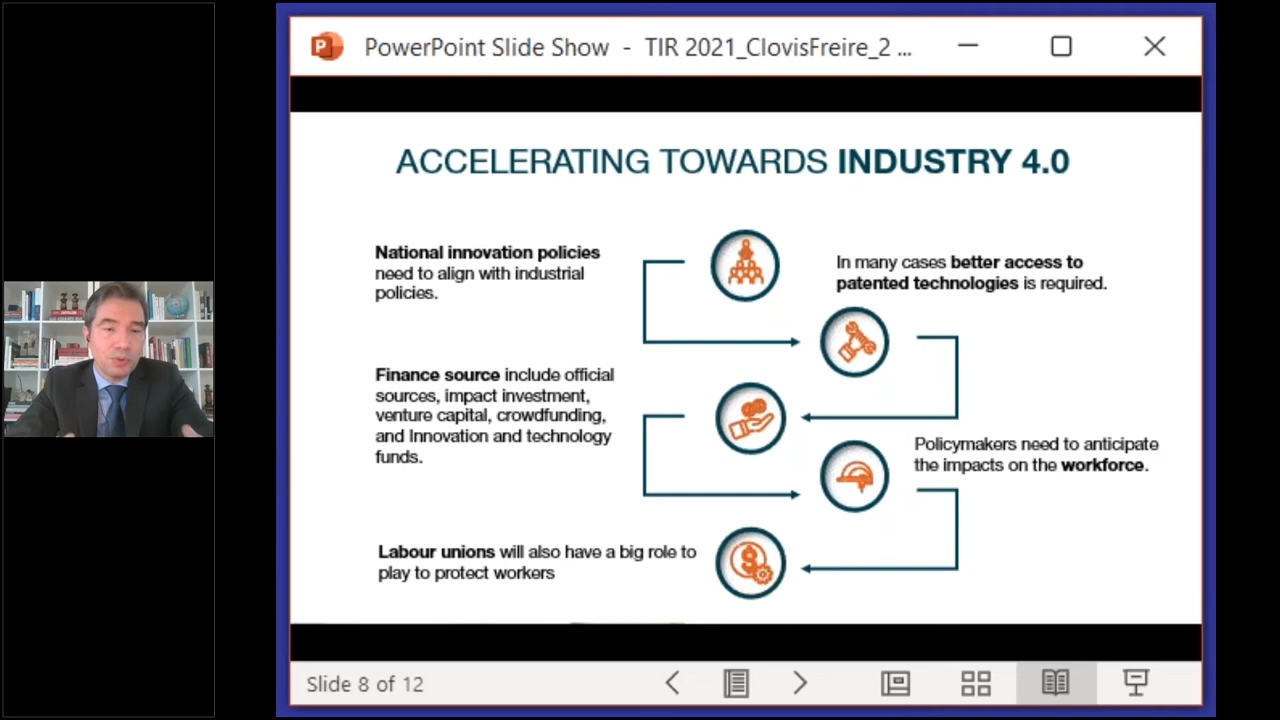 PowerPoint Slide Show - TIR 2021_ClovisFreire_2 ...
ACCELERATING TOWARDS INDUSTRY 4.0
National innovation policies
need to align with industrial
policies.
In many cases better access to
patented technologies is required.
Finance source include official
sources, impact investment,
venture capital, crowdfunding,
and Innovation and technology
funds.
Policymakers need to anticipate
the impacts on the workforce.
Labour unions will also have a big role to
play to protect workers
Slide 8 of 12